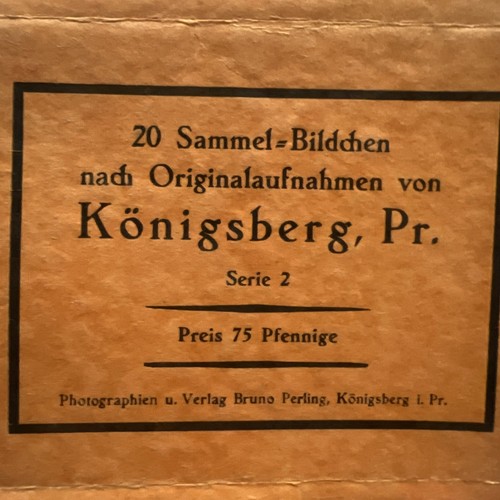 20 Sammel=Bildchen
nach Originalaufnahmen von
Königsberg, Pr.
Serie 2
Preis 75 Pfennige
Photographien u. Verlag Bruno Perling, Königsberg i. Pr.